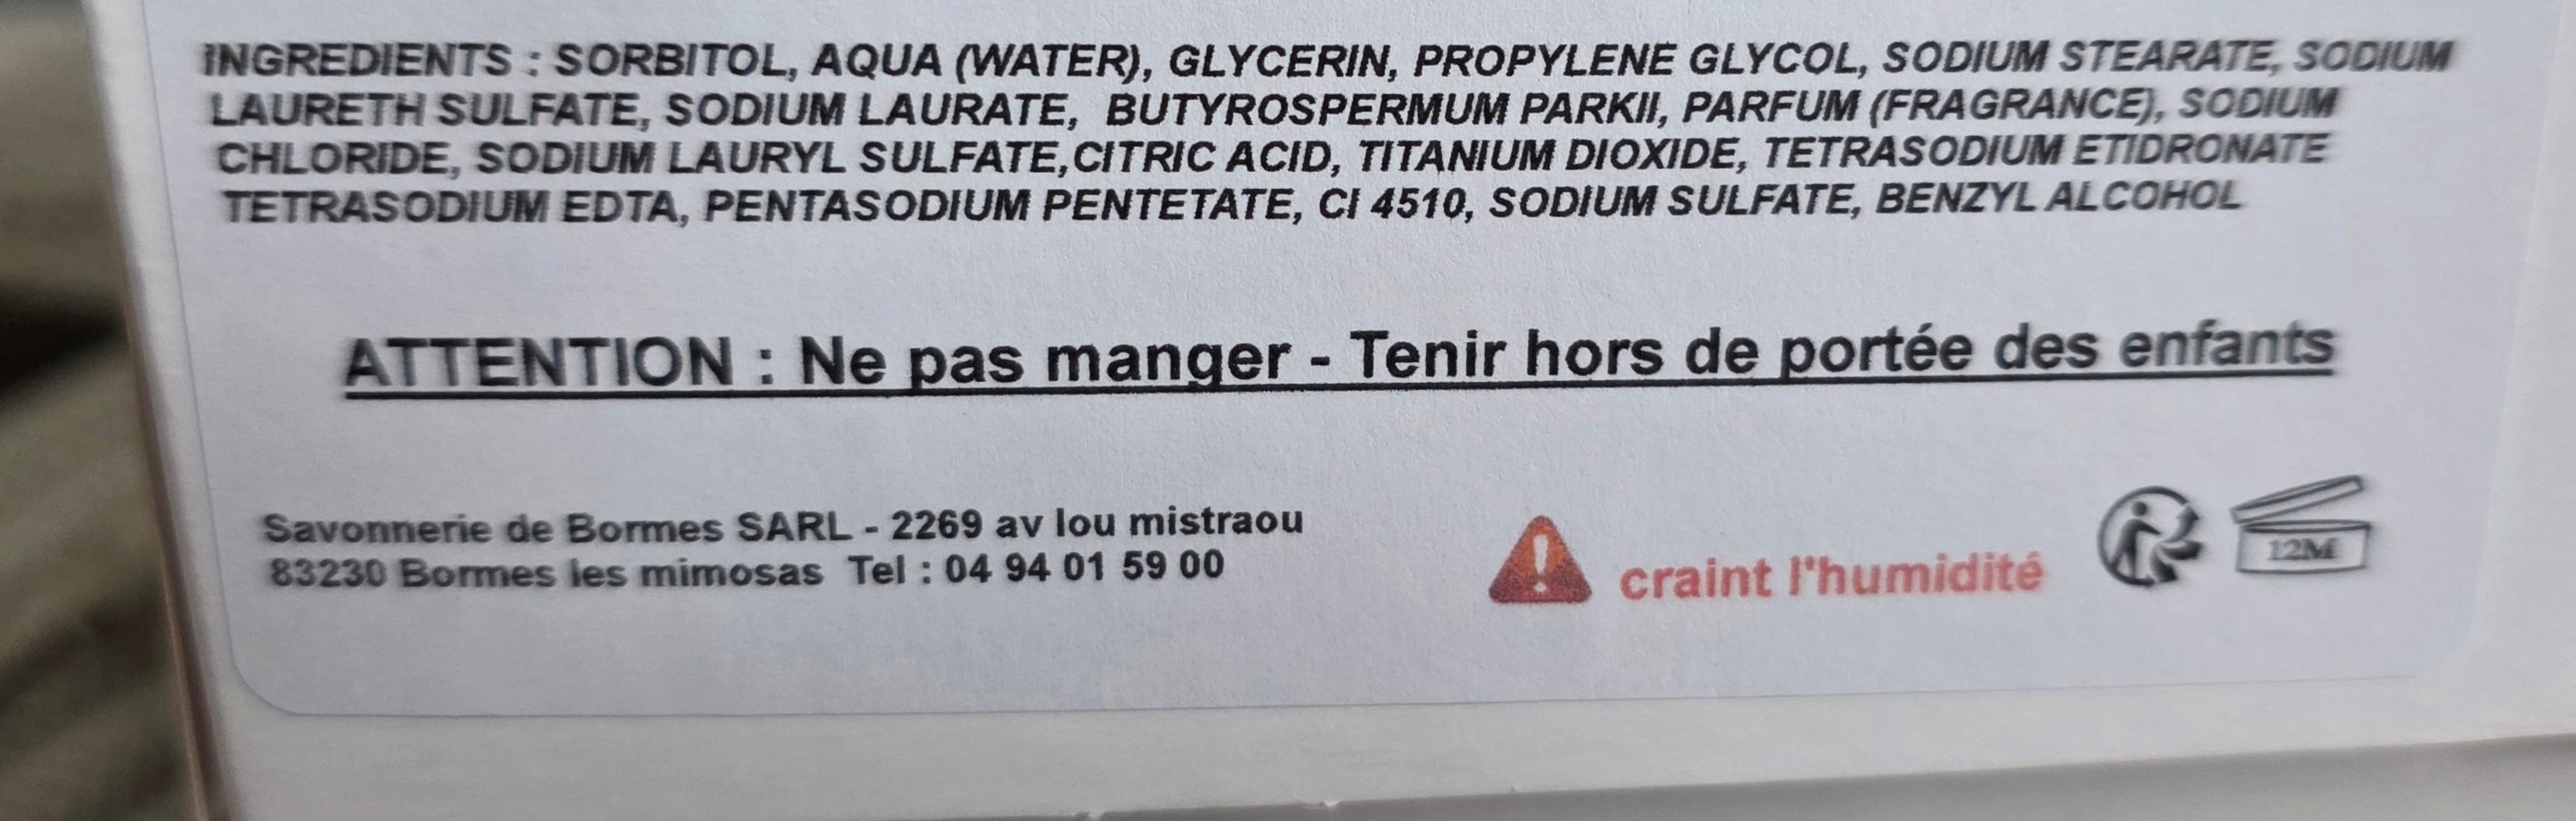 INGREDIENTS : SORBITOL, AQUA (WATER), GLYCERIN, PROPYLENE GLYCOL, SODIUM STEARATE, SODIUM
LAURETH SULFATE, SODIUM LAURATE, BUTYROSPERMUM PARKII, PARFUM (FRAGRANCE), SODIUM
CHLORIDE, SODIUM LAURYL SULFATE,CITRIC ACID, TITANIUM DIOXIDE, TETRASODIUM ETIDRONATE
TETRASODIUM EDTA, PENTASODIUM PENTETATE, CI 4510, SODIUM SULFATE, BENZYL ALCOHOL
ATTENTION : Ne pas manger - Tenir hors de portée des enfants
Savonnerie de Bormes SARL - 2269 av lou mistraou
83230 Bormes les mimosas Tel : 04 94 01 59 00
craint l'humidité
12M